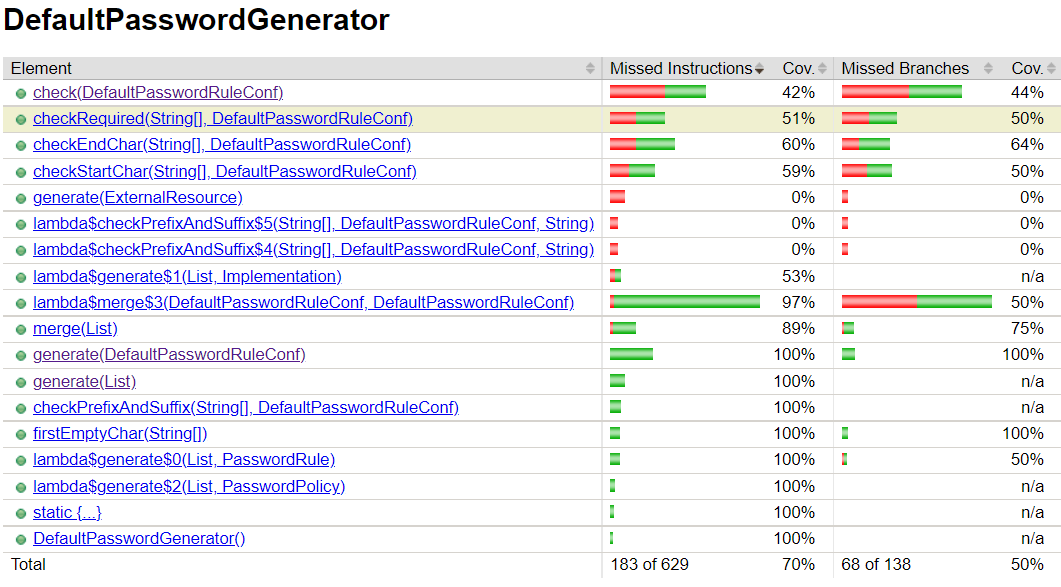 DefaultPasswordGenerator
Element Missed Instructions Cov. Missed Branches Cov.
check(DefaultPasswordRuleConf) 42% 44%
checkRequired(String[], DefaultPasswordRuleConf) 51% 50%
checkEndChar(String[], DefaultPasswordRuleConf) 60% 64%
checkStartChar(String[], DefaultPasswordRuleConf) 59% 50%
generate(ExternalResource) 0% 0%
lambda$checkPrefixAndSuffix$5(String[], DefaultPasswordRuleConf, String) 0% 0%
lambda$checkPrefixAndSuffix$4(String[], DefaultPasswordRuleConf, String) 0% 0%
lambda$generate$1(List, Implementation) 53% n/a
lambda$merge$3(DefaultPasswordRuleConf, DefaultPasswordRuleConf) 97% 50%
merge(List) 89% 75%
generate(DefaultPasswordRuleConf) 100% 100%
generate(List) 100% n/a
checkPrefixAndSuffix(String[], DefaultPasswordRuleConf) 100% n/a
firstEmptyChar(String[]) 100% 100%
lambda$generate$0(List, PasswordRule) 100% 50%
lambda$generate$2(List, PasswordPolicy) 100% n/a
static {...} 100% n/a
DefaultPasswordGenerator() 100% n/a
Total 183 of 629 70% 68 of 138 50%